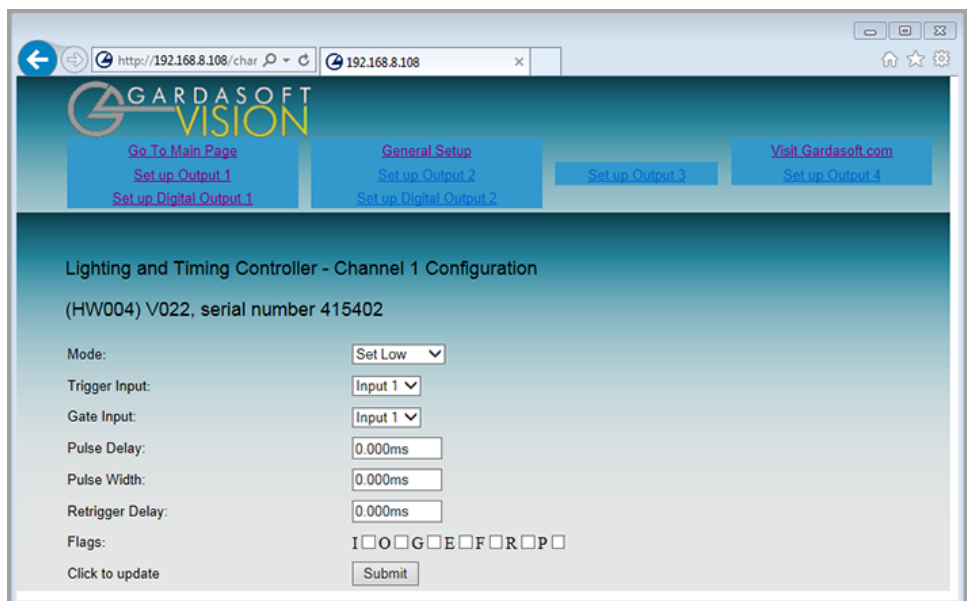 http://192.168.8.108/char
192.168.8.108
GARDASOFT
VISION
Go To Main Page General Setup Visit Gardasoft.com
Set up Output 1 Set up Output 2 Set up Output 3 Set up Output 4
Set up Digital Output 1 Set up Digital Output 2
Lighting and Timing Controller - Channel 1 Configuration
(HW004) V022, serial number 415402
Mode: Set Low
Trigger Input: Input 1
Gate Input: Input 1
Pulse Delay: 0.000ms
Pulse Width: 0.000ms
Retrigger Delay: 0.000ms
Flags: I O G E F R P
Click to update Submit